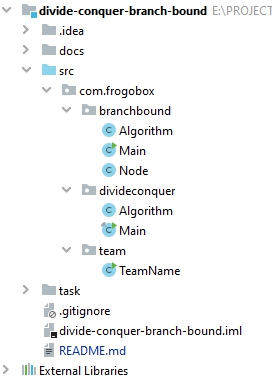 divide-conquer-branch-bound E:\PROJECT
.idea
docs
src
com.frogobox
branchbound
Algorithm
Main
Node
divideconquer
Algorithm
Main
team
TeamName
task
.gitignore
divide-conquer-branch-bound.iml
README.md
External Libraries